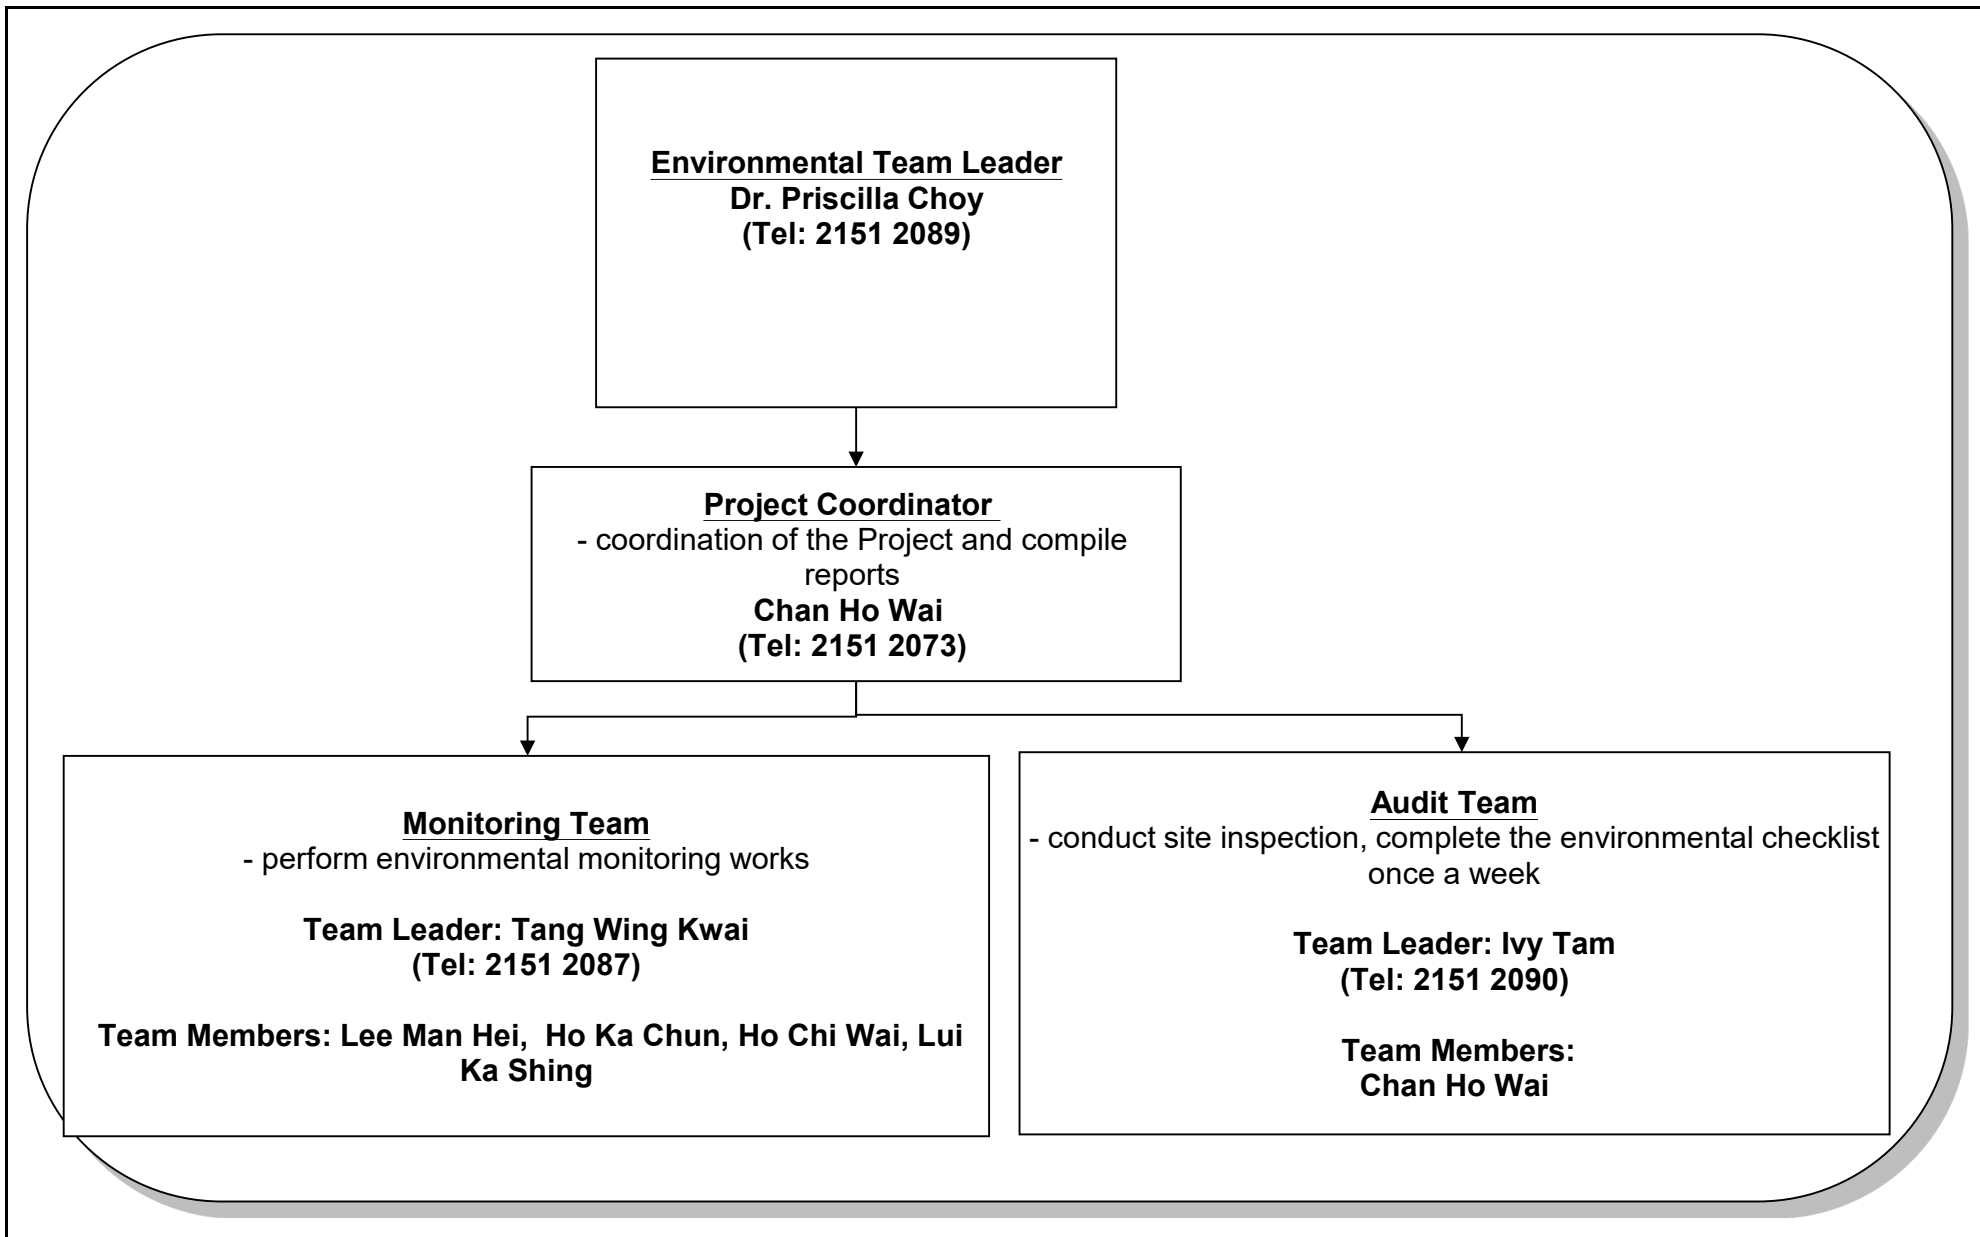 Environmental Team Leader
Dr. Priscilla Choy
(Tel: 2151 2089)
Project Coordinator
- coordination of the Project and compile
reports
Chan Ho Wai
(Tel: 2151 2073)
Monitoring Team
- perform environmental monitoring works
Team Leader: Tang Wing Kwai
(Tel: 2151 2087)
Team Members: Lee Man Hei,  Ho Ka Chun, Ho Chi Wai, Lui
Ka Shing
Audit Team
- conduct site inspection, complete the environmental checklist
once a week
Team Leader: Ivy Tam
(Tel: 2151 2090)
Team Members:
Chan Ho Wai